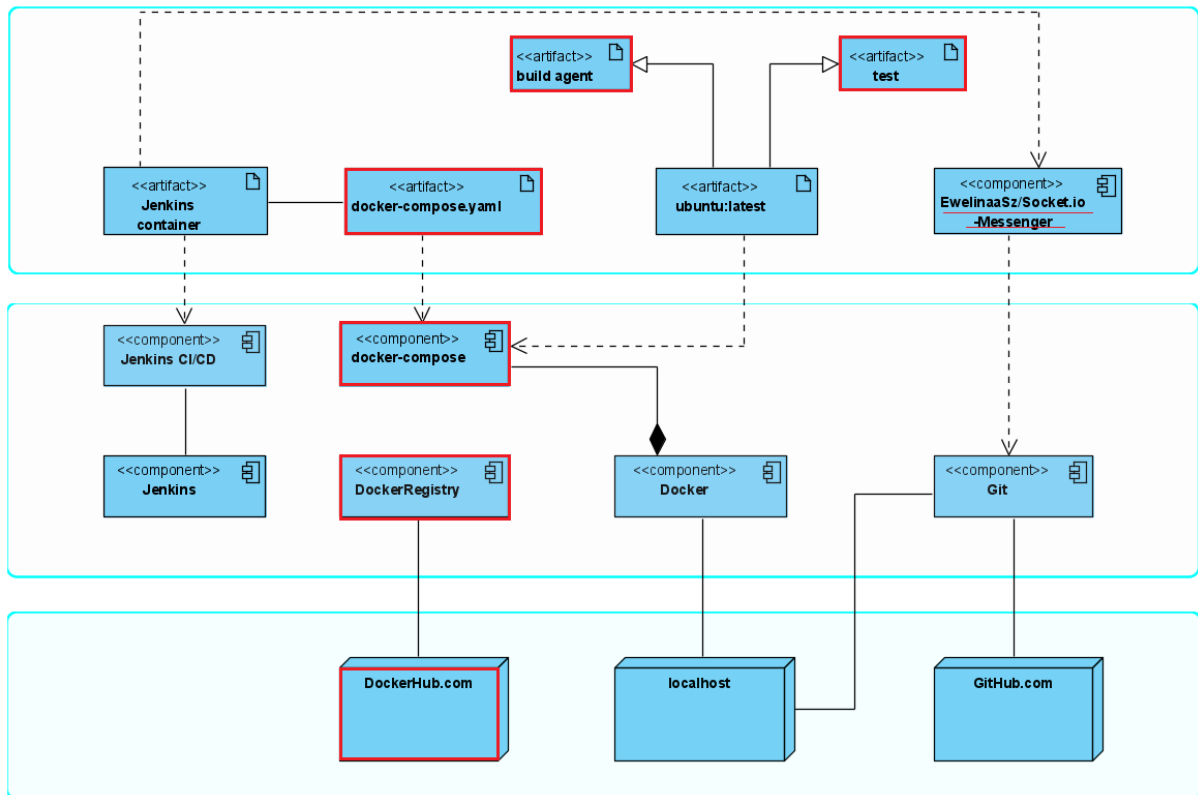 <<artifact>>
build agent
<<artifact>>
test
<<artifact>>
Jenkins
container
<<artifact>>
docker-compose.yaml
<<artifact>>
ubuntu:latest
<<component>>
EwelinaaSz/Socket.io
-Messenger
<<component>>
Jenkins CI/CD
<<component>>
docker-compose
<<component>>
Jenkins
<<component>>
DockerRegistry
<<component>>
Docker
<<component>>
Git
DockerHub.com
localhost
GitHub.com